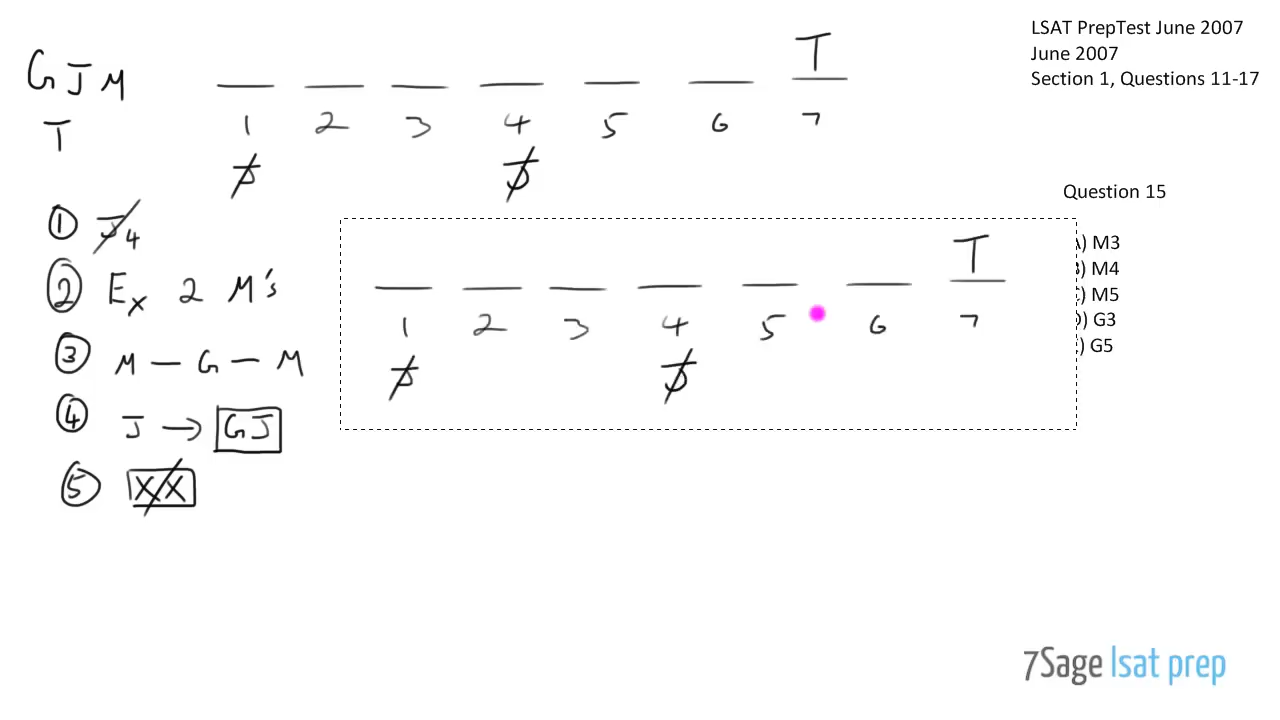 LSAT PrepTest June 2007
June 2007
Section 1, Questions 11-17
G J M
T
T
1 2 3 4 5 6 7
J J
① J4
② Ex 2 M's
③ M — G — M
④ J → GJ
⑤ XX
T
1 2 3 4 5 6 7
J J
Question 15
) M3
) M4
) M5
) G3
) G5
7Sage lsat prep